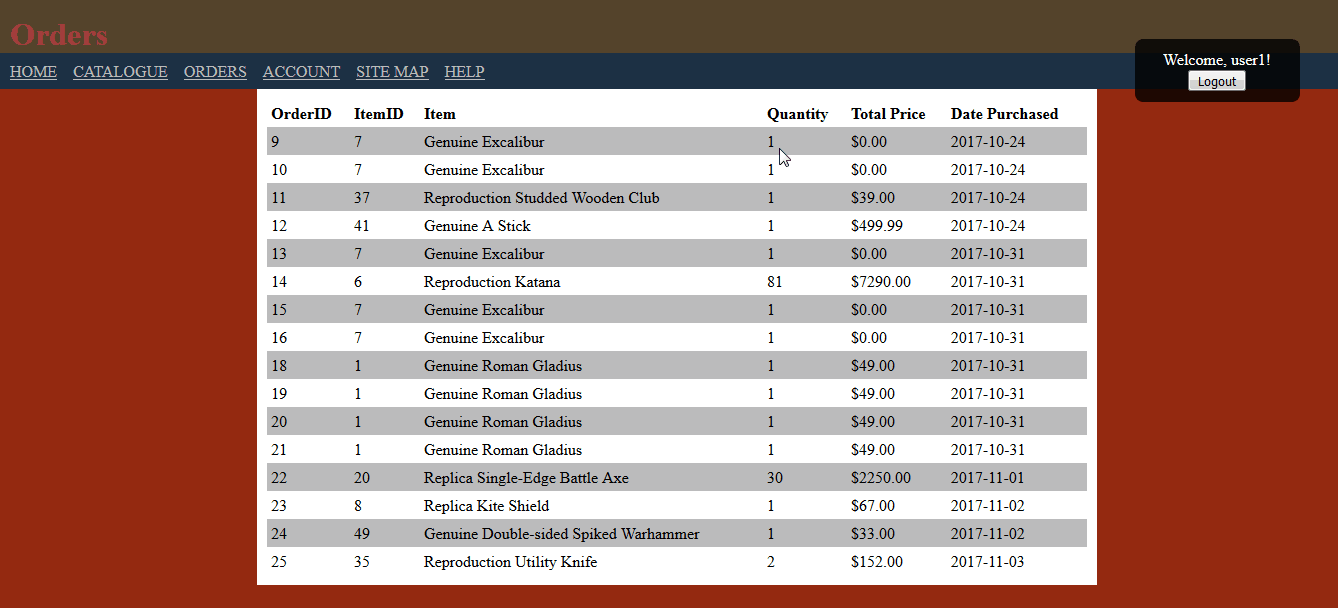 Orders
Welcome, user1!
HOME CATALOGUE ORDERS ACCOUNT SITE MAP HELP
Logout
OrderID ItemID Item Quantity Total Price Date Purchased
9 7 Genuine Excalibur 1 $0.00 2017-10-24
10 7 Genuine Excalibur 1 $0.00 2017-10-24
11 37 Reproduction Studded Wooden Club 1 $39.00 2017-10-24
12 41 Genuine A Stick 1 $499.99 2017-10-24
13 7 Genuine Excalibur 1 $0.00 2017-10-31
14 6 Reproduction Katana 81 $7290.00 2017-10-31
15 7 Genuine Excalibur 1 $0.00 2017-10-31
16 7 Genuine Excalibur 1 $0.00 2017-10-31
18 1 Genuine Roman Gladius 1 $49.00 2017-10-31
19 1 Genuine Roman Gladius 1 $49.00 2017-10-31
20 1 Genuine Roman Gladius 1 $49.00 2017-10-31
21 1 Genuine Roman Gladius 1 $49.00 2017-10-31
22 20 Replica Single-Edge Battle Axe 30 $2250.00 2017-11-01
23 8 Replica Kite Shield 1 $67.00 2017-11-02
24 49 Genuine Double-sided Spiked Warhammer 1 $33.00 2017-11-02
25 35 Reproduction Utility Knife 2 $152.00 2017-11-03